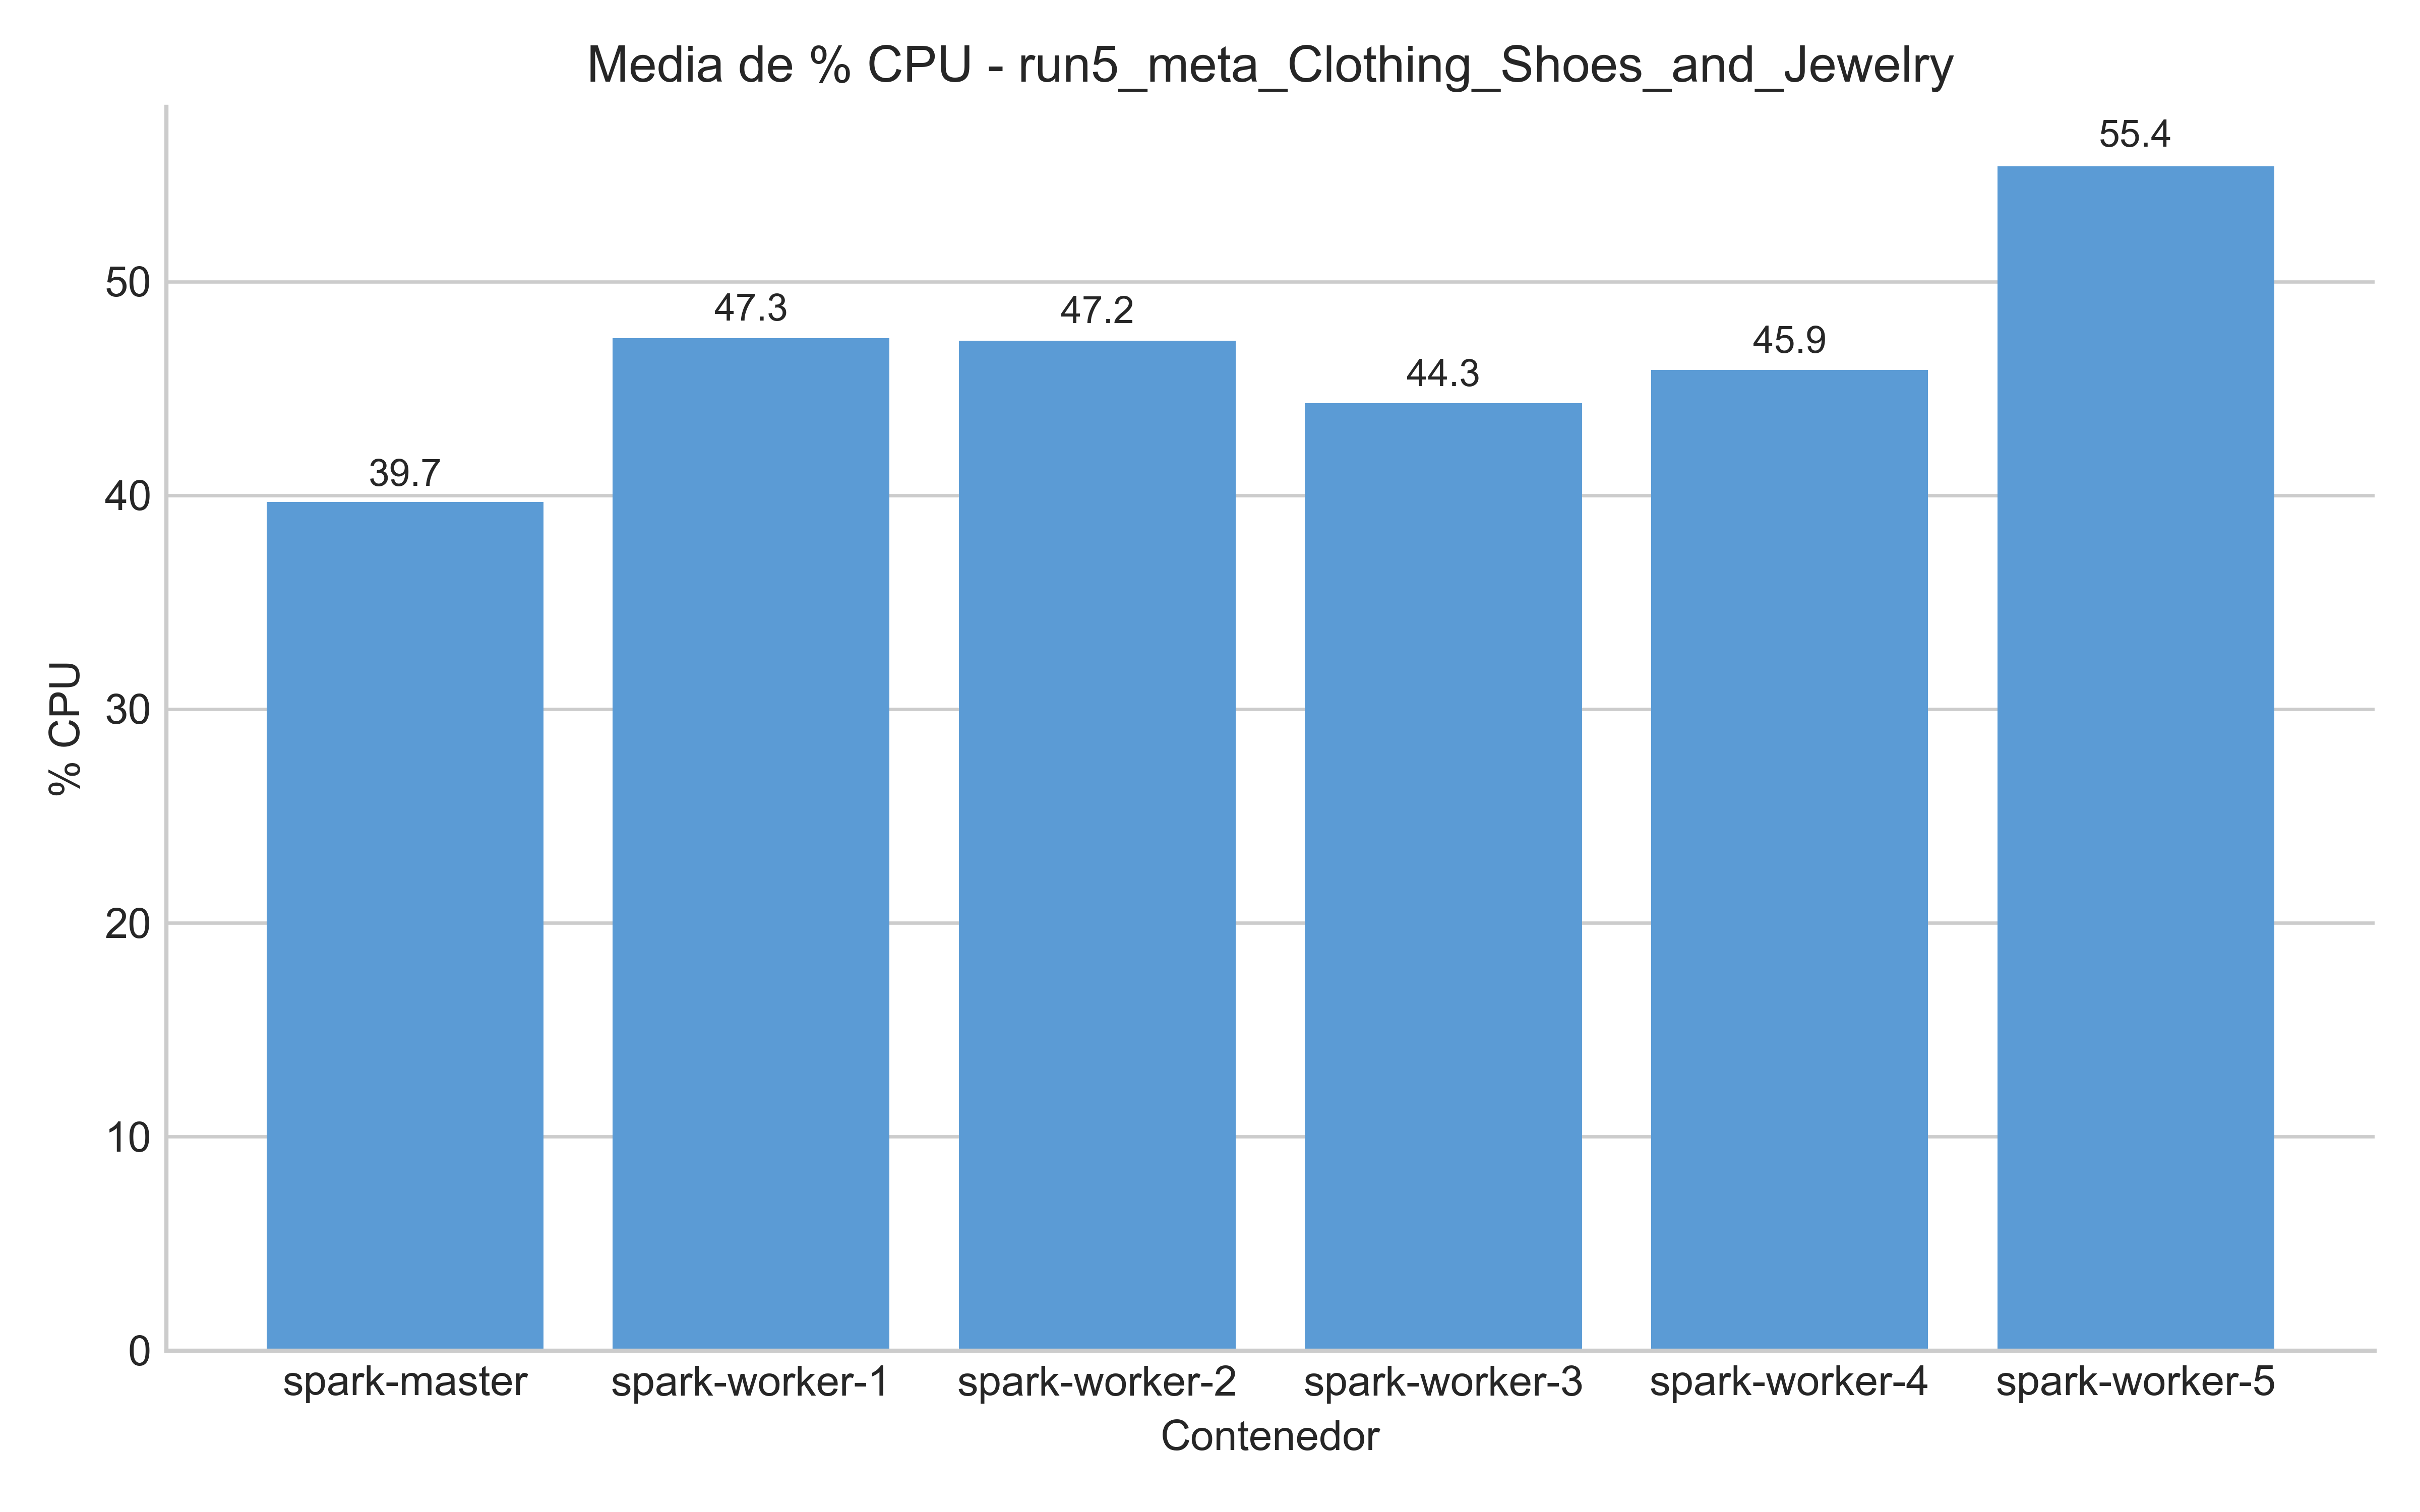 Media de % CPU - run5_meta_Clothing_Shoes_and_Jewelry
55.4
50
47.3
47.2
45.9
44.3
39.7
40
% CPU
30
20
10
0
spark-master
spark-worker-1
spark-worker-2
spark-worker-3
spark-worker-4
spark-worker-5
Contenedor